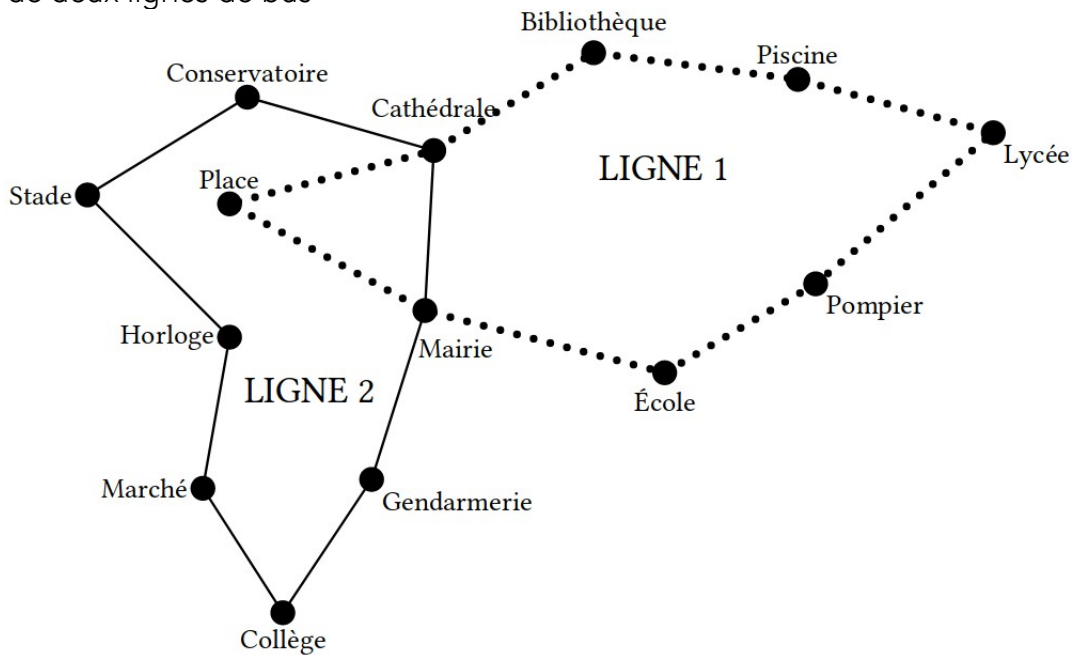 de deux lignes de bus
Bibliothèque
Piscine
Conservatoire
Cathédrale
Lycée
LIGNE 1
Place
Stade
Pompier
Horloge
Mairie
LIGNE 2
École
Marché
Gendarmerie
Collège